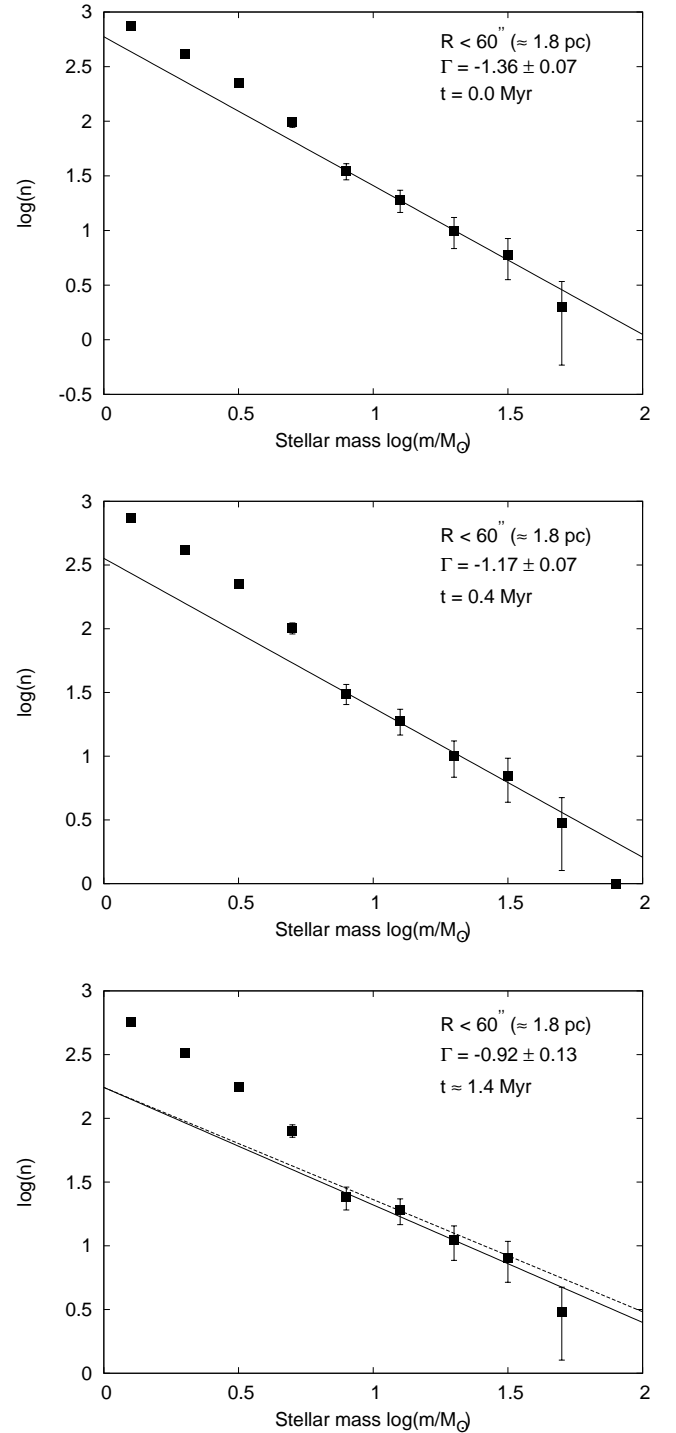 3
2.5
2
1.5
1
0.5
0
-0.5
log(n)
R < 60'' (≈ 1.8 pc)
Γ = -1.36 ± 0.07
t = 0.0 Myr
0 0.5 1 1.5 2
Stellar mass log(m/M⊙)
3
2.5
2
1.5
1
0.5
0
log(n)
R < 60'' (≈ 1.8 pc)
Γ = -1.17 ± 0.07
t = 0.4 Myr
0 0.5 1 1.5 2
Stellar mass log(m/M⊙)
3
2.5
2
1.5
1
0.5
0
log(n)
R < 60'' (≈ 1.8 pc)
Γ = -0.92 ± 0.13
t ≈ 1.4 Myr
0 0.5 1 1.5 2
Stellar mass log(m/M⊙)